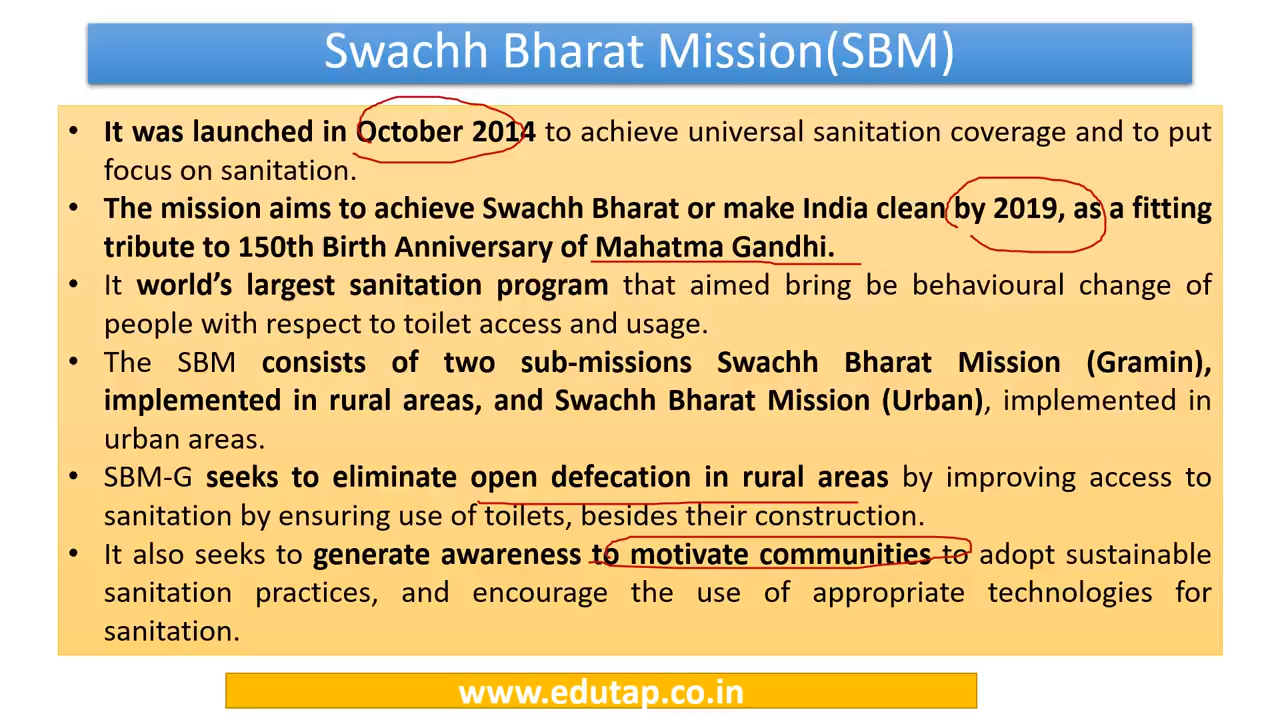 Swachh Bharat Mission(SBM)
• It was launched in October 2014 to achieve universal sanitation coverage and to put
focus on sanitation.
• The mission aims to achieve Swachh Bharat or make India clean by 2019, as a fitting
tribute to 150th Birth Anniversary of Mahatma Gandhi.
• It world’s largest sanitation program that aimed bring be behavioural change of
people with respect to toilet access and usage.
• The SBM consists of two sub-missions Swachh Bharat Mission (Gramin),
implemented in rural areas, and Swachh Bharat Mission (Urban), implemented in
urban areas.
• SBM-G seeks to eliminate open defecation in rural areas by improving access to
sanitation by ensuring use of toilets, besides their construction.
• It also seeks to generate awareness to motivate communities to adopt sustainable
sanitation practices, and encourage the use of appropriate technologies for
sanitation.
www.edutap.co.in